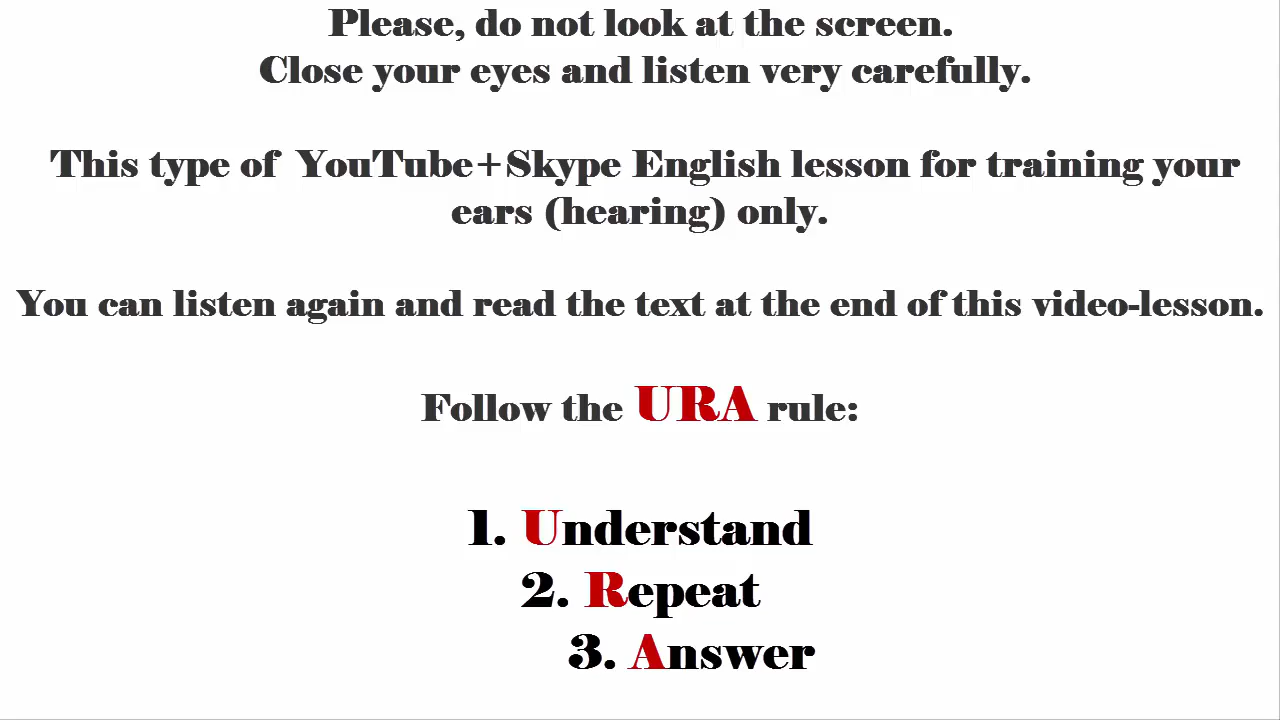 Please, do not look at the screen.
Close your eyes and listen very carefully.
This type of YouTube+Skype English lesson for training your
ears (hearing) only.
You can listen again and read the text at the end of this video-lesson.
Follow the URA rule:
1. Understand
2. Repeat
3. Answer